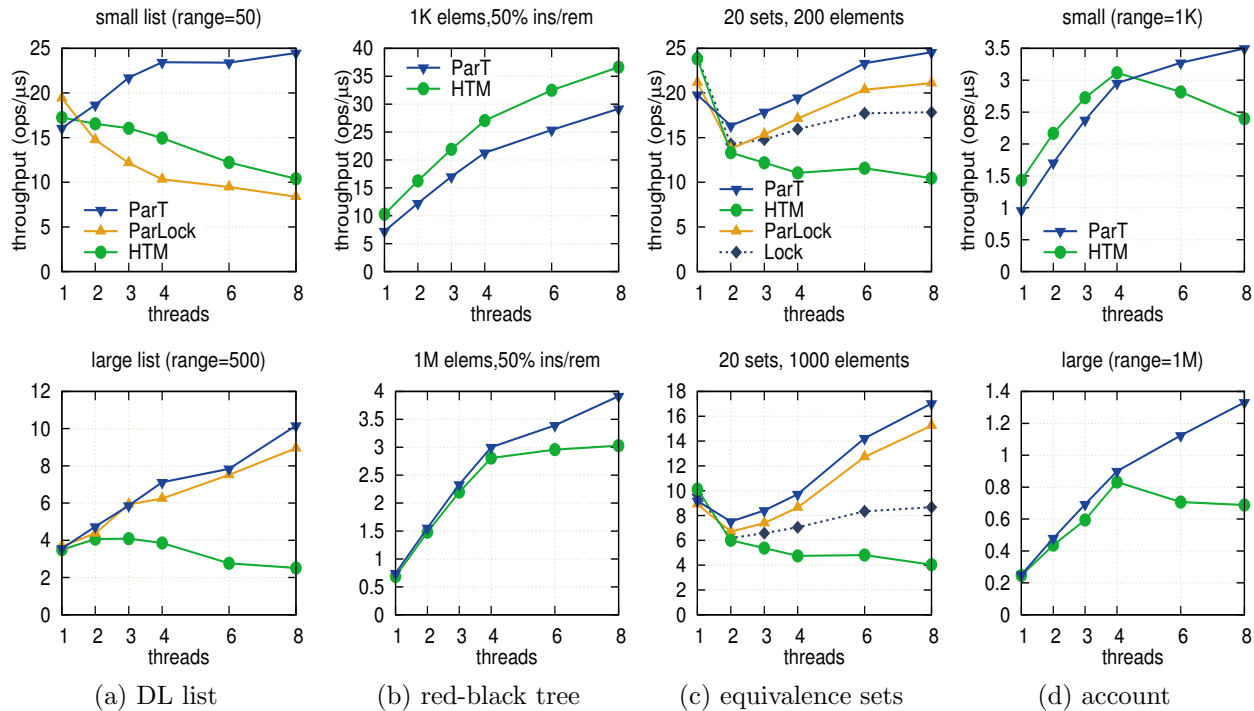 small list (range=50)
throughput (ops/μs)
25
20
15
10
5
0
ParT
ParLock
HTM
1 2 3 4 6 8
threads
1K elems,50% ins/rem
throughput (ops/μs)
40
35
30
25
20
15
10
5
0
ParT
HTM
1 2 3 4 6 8
threads
20 sets, 200 elements
throughput (ops/μs)
25
20
15
10
5
0
ParT
HTM
ParLock
Lock
1 2 3 4 6 8
threads
small (range=1K)
throughput (ops/μs)
3.5
3
2.5
2
1.5
1
0.5
0
ParT
HTM
1 2 3 4 6 8
threads
large list (range=500)
12
10
8
6
4
2
0
1 2 3 4 6 8
threads
1M elems,50% ins/rem
4
3.5
3
2.5
2
1.5
1
0.5
0
1 2 3 4 6 8
threads
20 sets, 1000 elements
18
16
14
12
10
8
6
4
2
0
1 2 3 4 6 8
threads
large (range=1M)
1.4
1.2
1
0.8
0.6
0.4
0.2
0
1 2 3 4 6 8
threads
(a) DL list
(b) red-black tree
(c) equivalence sets
(d) account